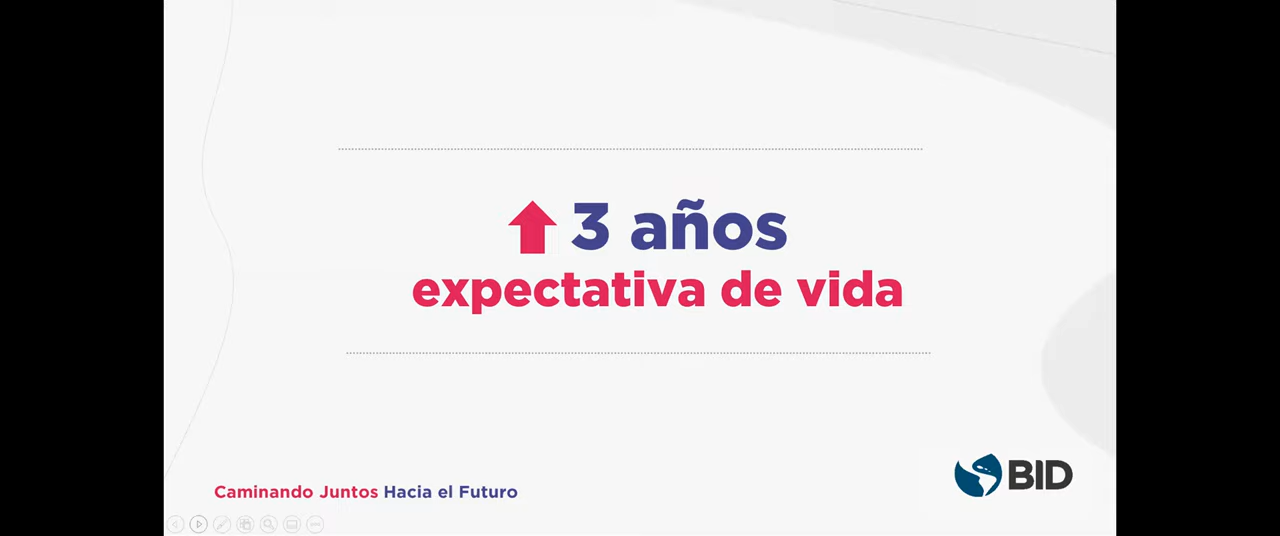 3 años
expectativa de vida
Caminando Juntos Hacia el Futuro
BID